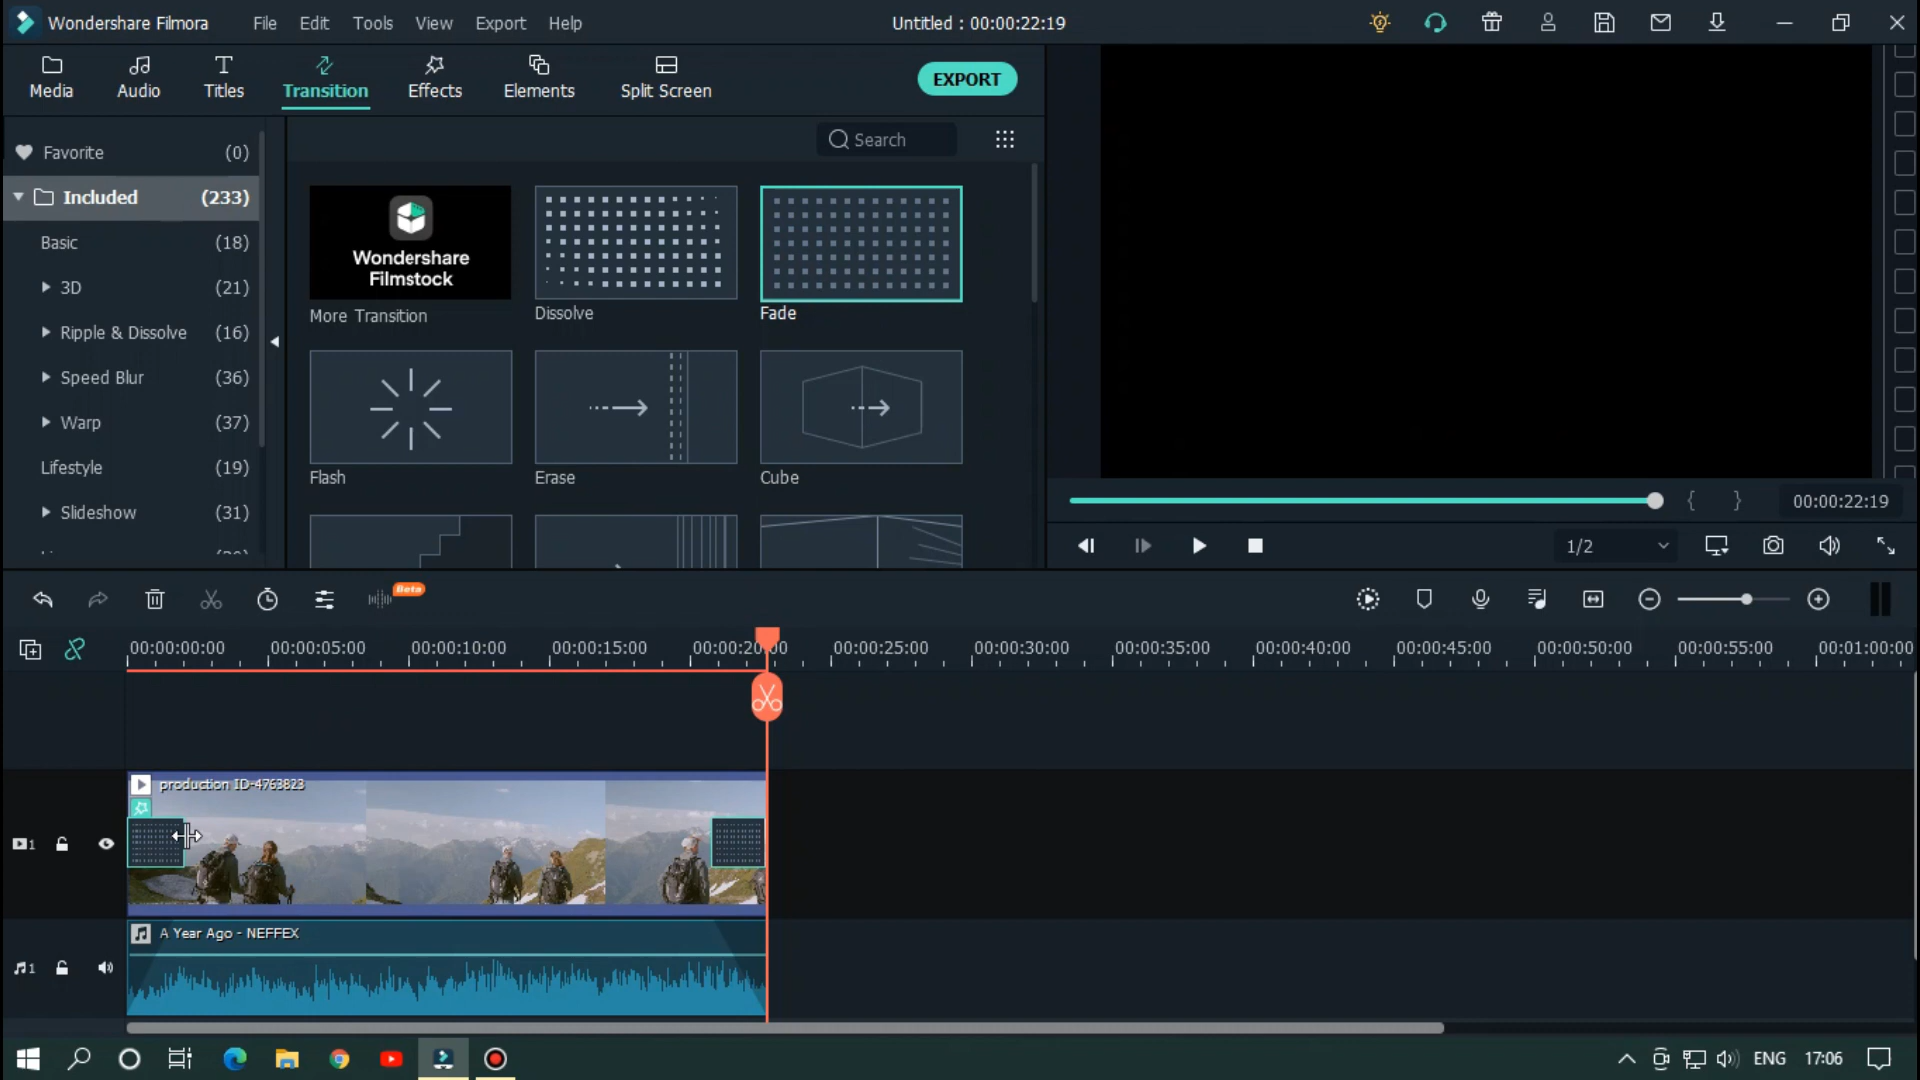 Wondershare Filmora File Edit Tools View Export Help Untitled : 00:00:22:19
Media Audio Titles Transition Effects Elements Split Screen EXPORT
Search
Favorite (0)
Included (233)
Basic (18)
3D (21)
Ripple & Dissolve (16)
Speed Blur (36)
Warp (37)
Lifestyle (19)
Slideshow (31)
Wondershare
Filmstock
More Transition Dissolve Fade
Flash Erase Cube
00:00:22:19
1/2
Beta
00:00:00:00 00:00:05:00 00:00:10:00 00:00:15:00 00:00:20:00 00:00:25:00 00:00:30:00 00:00:35:00 00:00:40:00 00:00:45:00 00:00:50:00 00:00:55:00 00:01:00:00
production ID-4763823
1
A Year Ago - NEFFEX
1
ENG 17:06